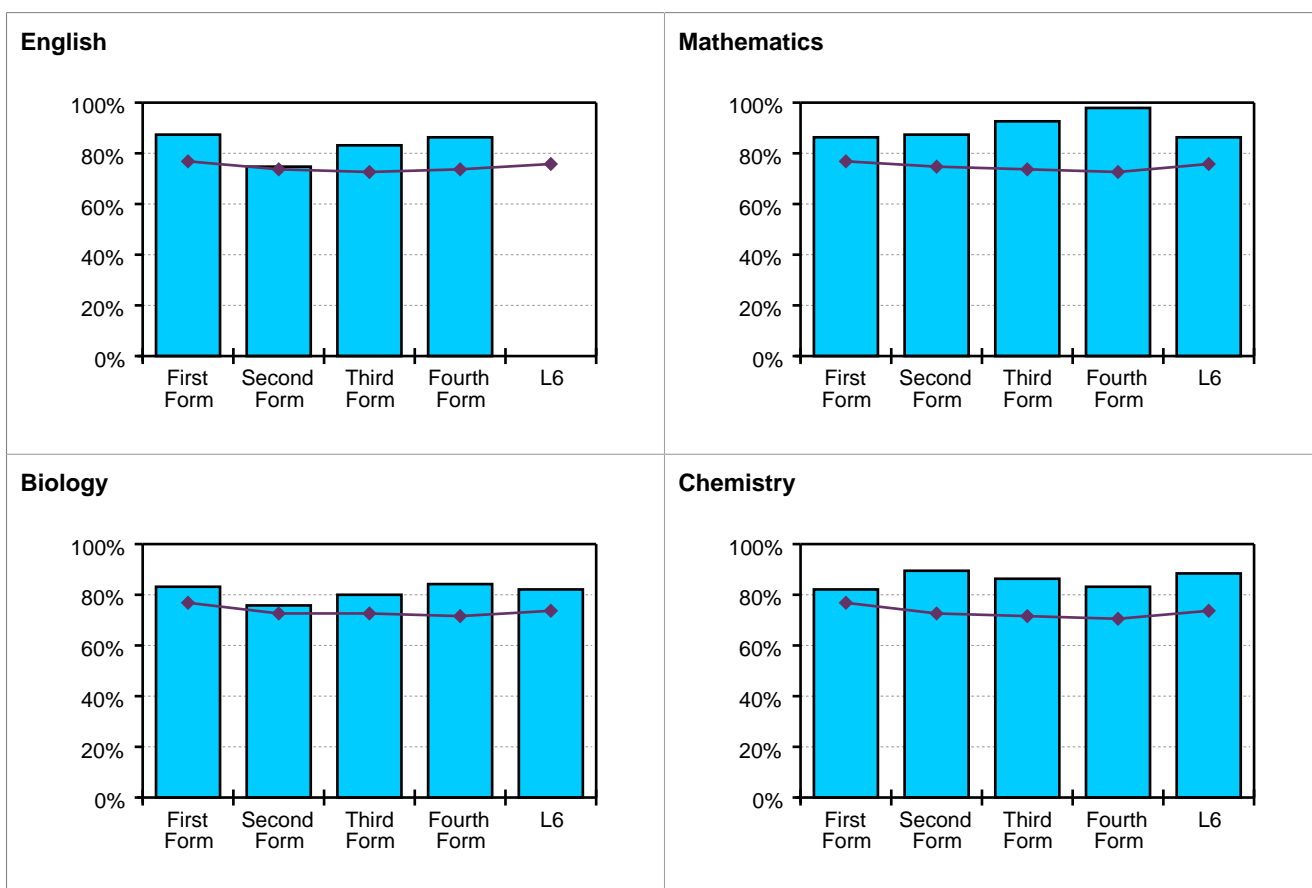 English
100%
80%
60%
40%
20%
0%
First
Form
Second
Form
Third
Form
Fourth
Form
L6
Mathematics
100%
80%
60%
40%
20%
0%
First
Form
Second
Form
Third
Form
Fourth
Form
L6
Biology
100%
80%
60%
40%
20%
0%
First
Form
Second
Form
Third
Form
Fourth
Form
L6
Chemistry
100%
80%
60%
40%
20%
0%
First
Form
Second
Form
Third
Form
Fourth
Form
L6